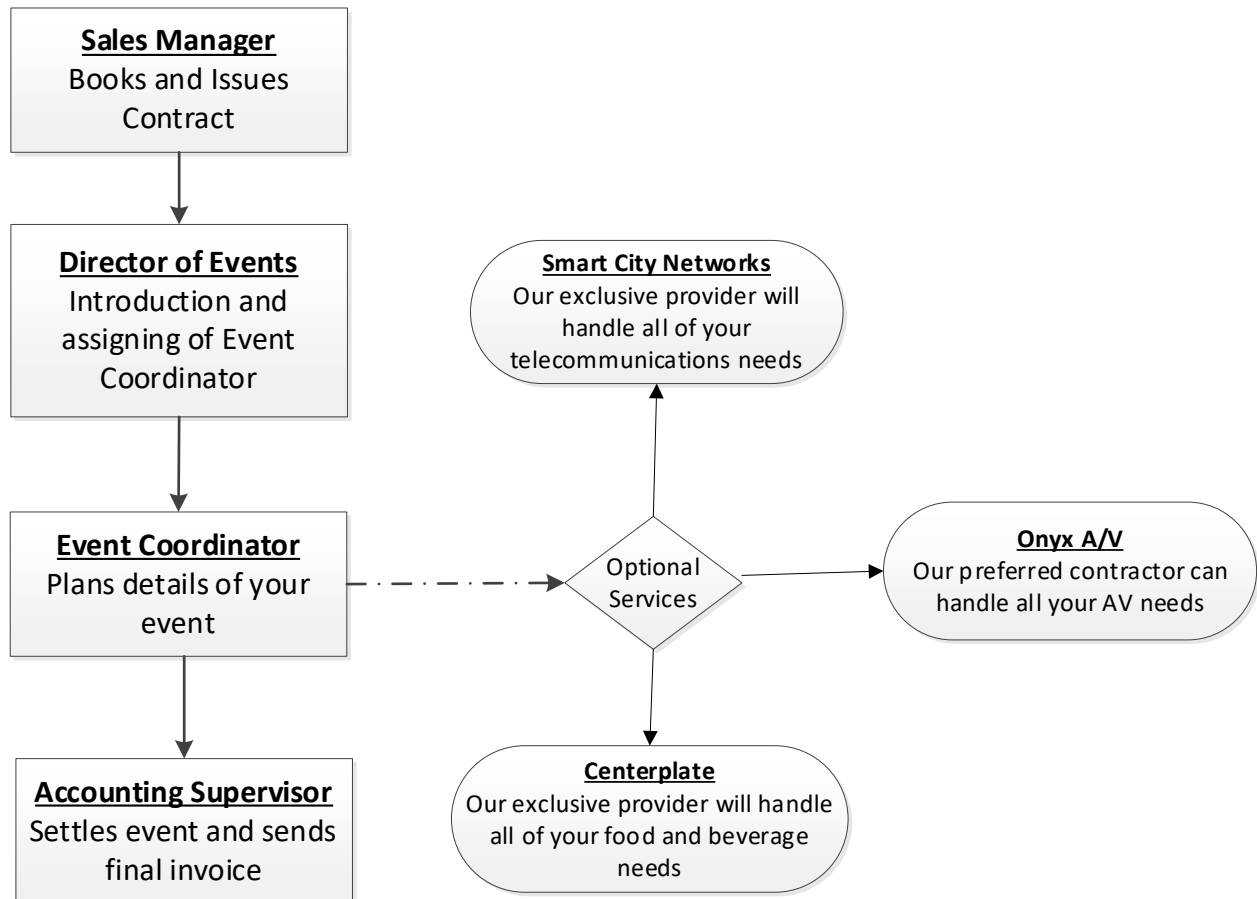 Sales Manager
Books and Issues
Contract
Director of Events
Introduction and
assigning of Event
Coordinator
Event Coordinator
Plans details of your
event
Accounting Supervisor
Settles event and sends
final invoice
Optional
Services
Smart City Networks
Our exclusive provider will
handle all of your
telecommunications needs
Onyx A/V
Our preferred contractor can
handle all your AV needs
Centerplate
Our exclusive provider will handle
all of your food and beverage
needs